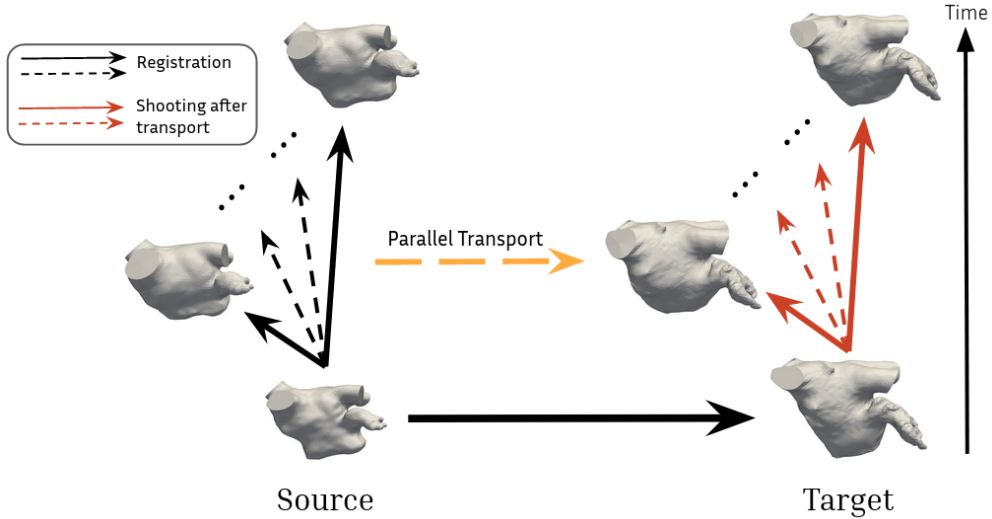 Time
Registration
Shooting after
transport
Parallel Transport
Source
Target